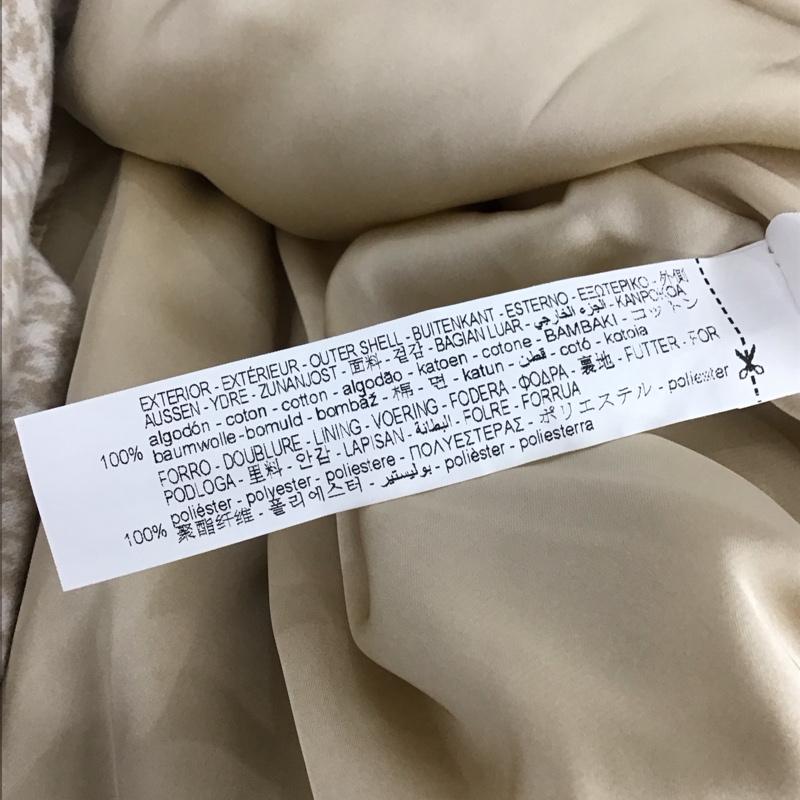 EXTERIOR - EXTÉRIEUR - OUTER SHELL - BUITENKANT - ESTERNO - ΕΞΩΤΕΡΙΚΟ - 外側
AUSSEN - YDRE - ZUNANJOST - 面料 - 겉감 - BAGIAN LUAR - الجزء الخارجي - KANPOKOA
100% algodón - coton - cotton - algodão - katoen - cotone - BAMBAKI - コットン
baumwolle - bomuld - bombaž - 棉 - 면 - katun - قطن - cotó - kotoia
FORRO - DOUBLURE - LINING - VOERING - FODERA - ΦΟΔΡΑ - 裏地 - FUTTER - FOR
PODLOGA - 里料 - 안감 - LAPISAN - البطانة - FOLRE - FORRUA
100% poliéster - polyester - poliestere - ΠΟΛΥΕΣΤΕΡΑΣ - ポリエステル - poliester
聚酯纤维 - 폴리에스터 - بوليستير - polièster - poliesterra